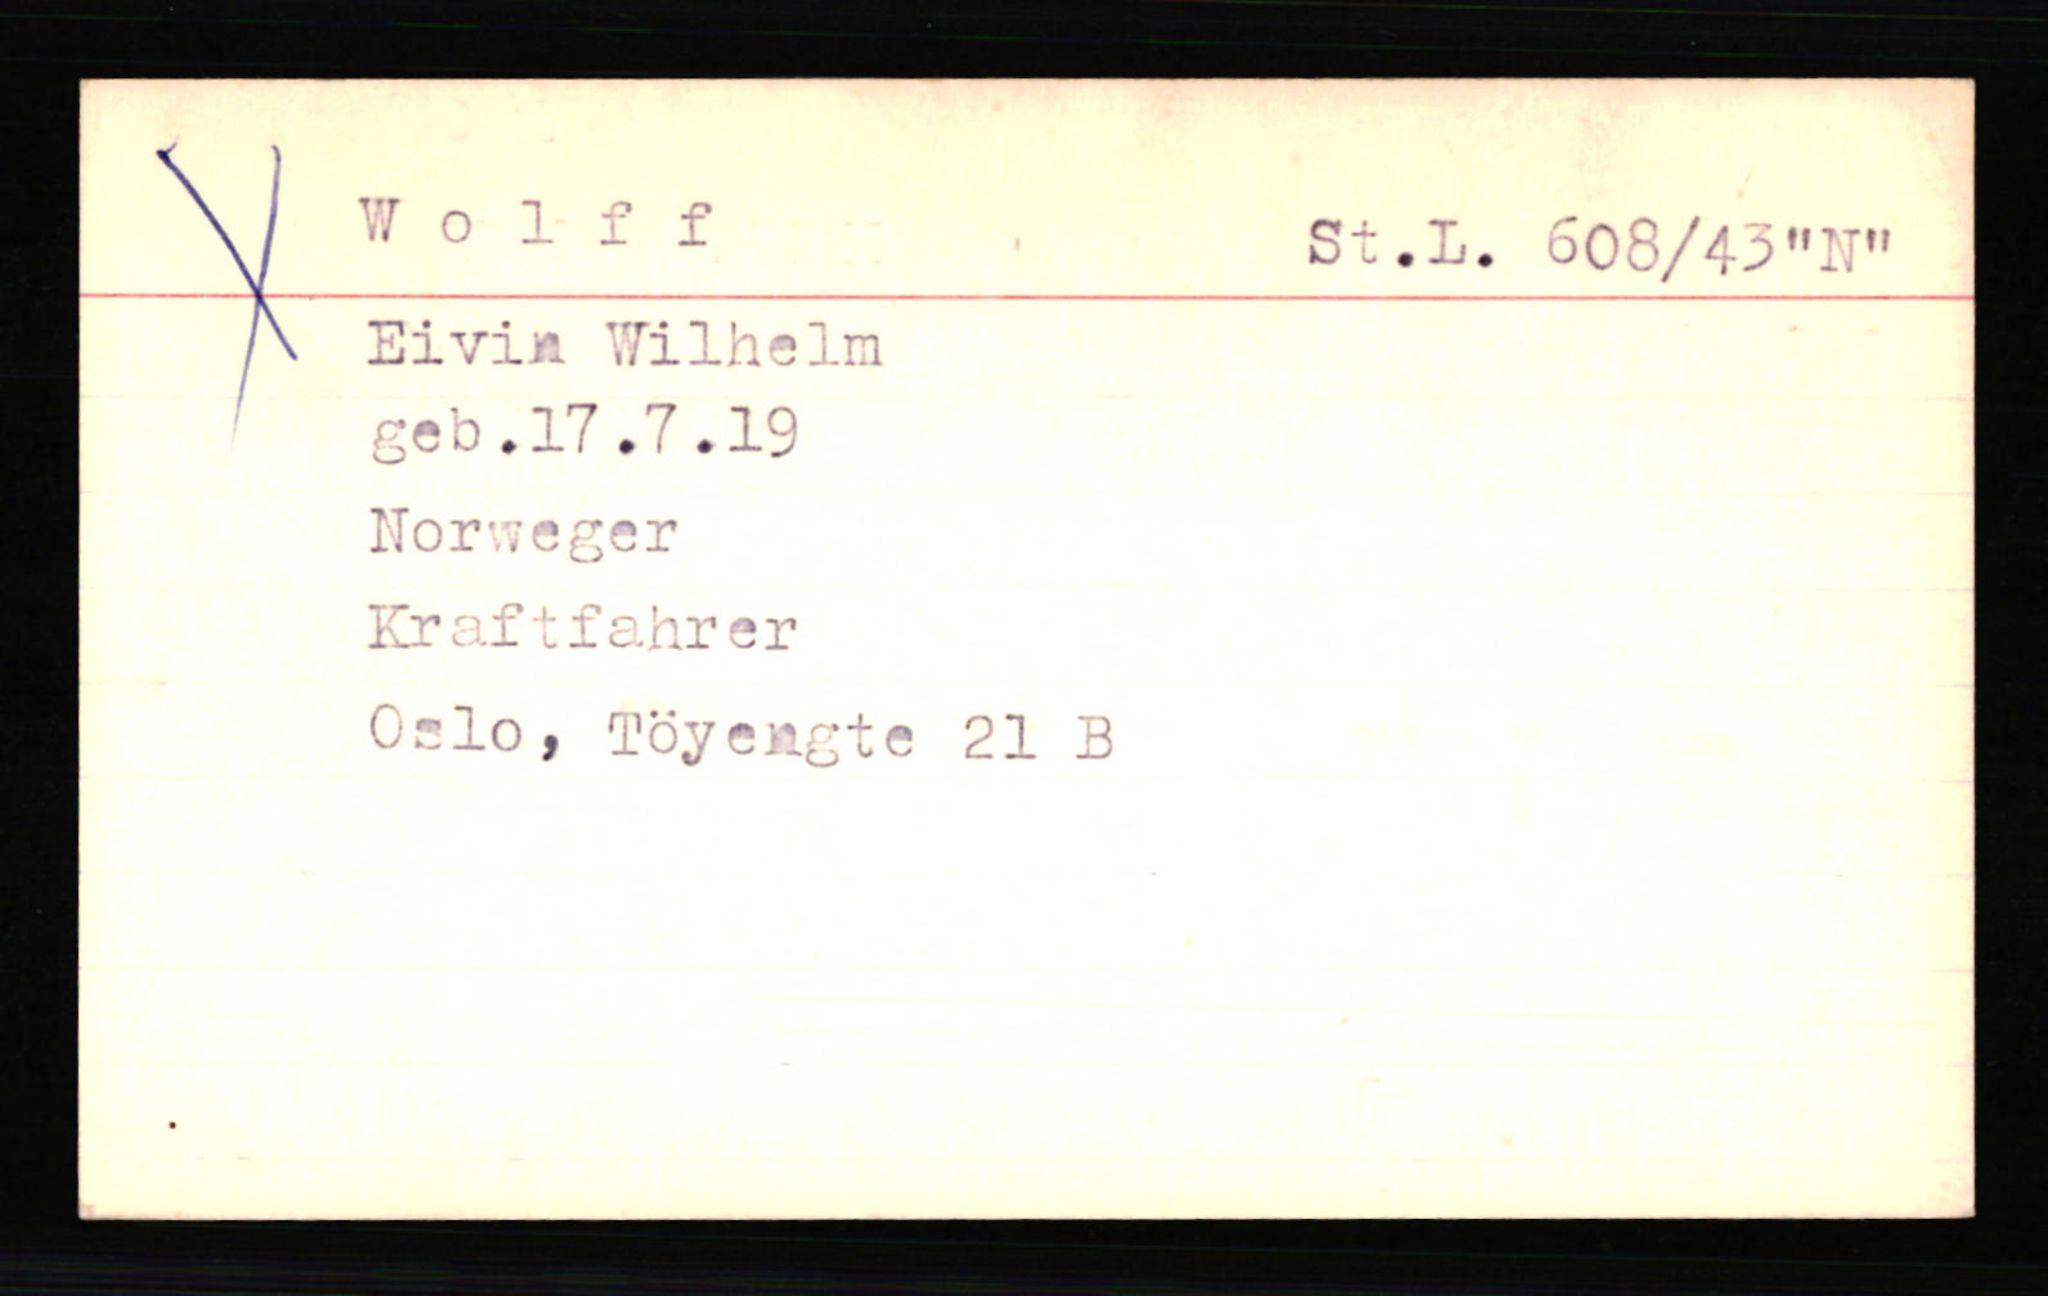 W o l f f St.L. 608/43"N"
Eivin Wilhelm
geb.17.7.19
Norweger
Kraftfahrer
Oslo, Töyengte 21 B